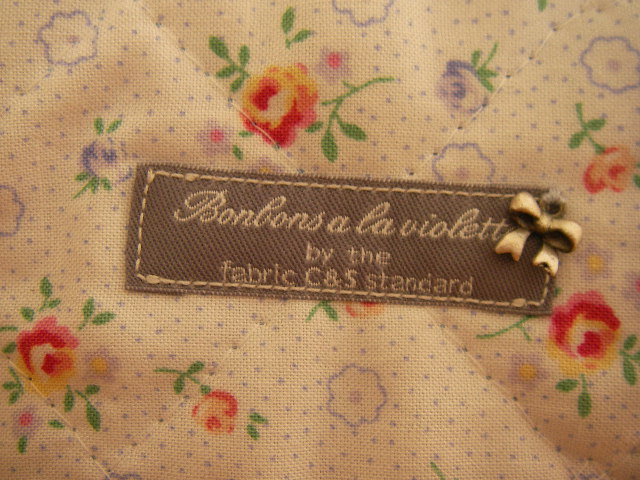 Bonbons a la violett
by the
fabric C&S standard